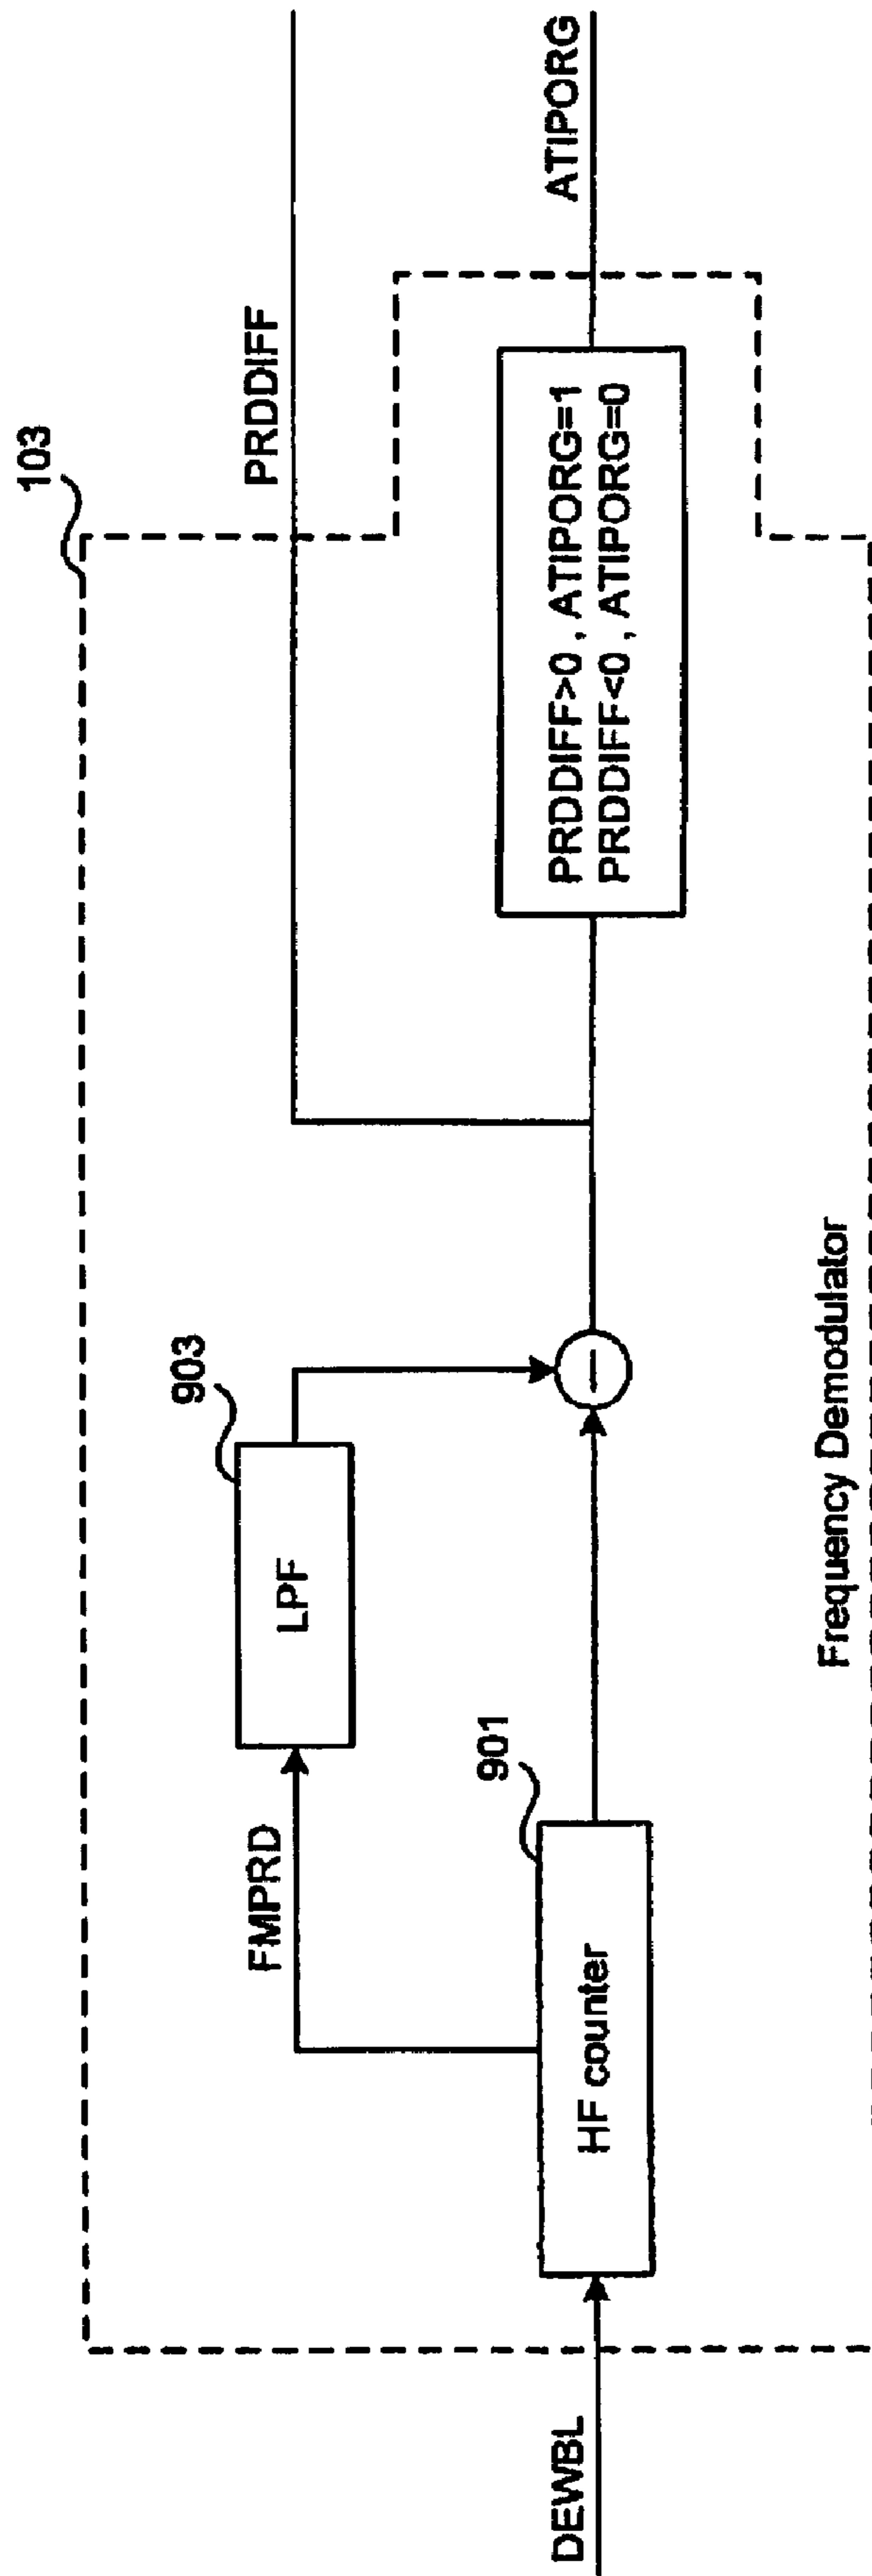 103
PRDDIFF
903
LPF
FMPRD
901
HF counter
DEWBL
PRDDIFF>0 , ATIPORG=1
PRDDIFF<0 , ATIPORG=0
ATIPORG
Frequency Demodulator